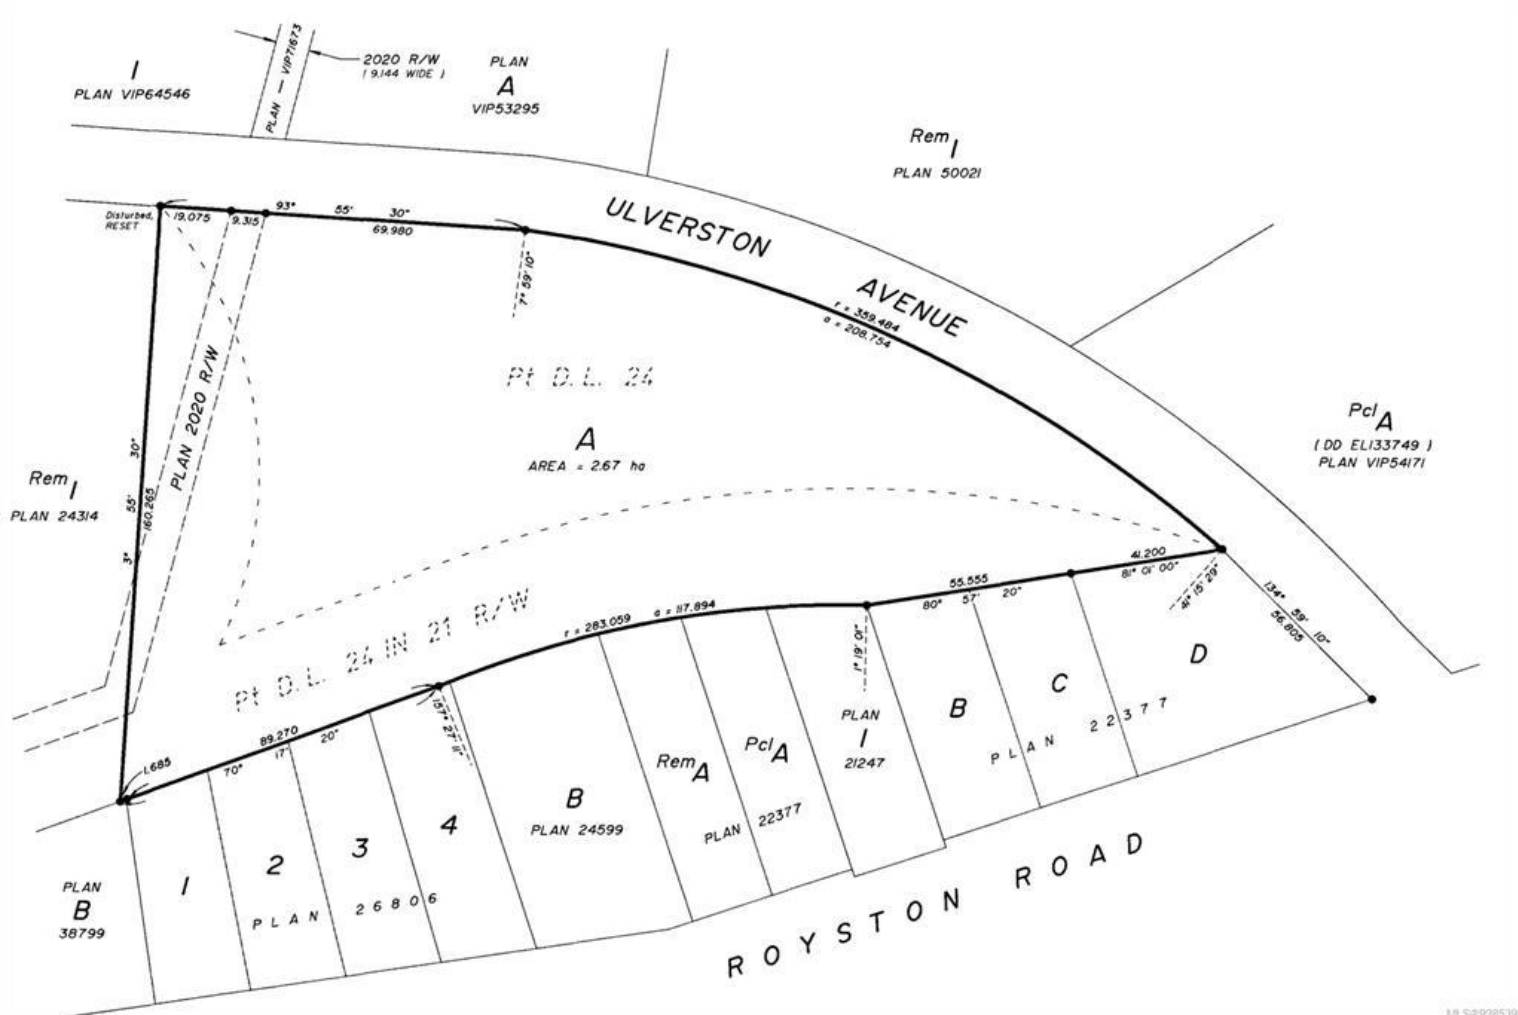 PLAN — VIP71673
2020 R/W
( 9.144 WIDE )
PLAN
A
VIP53295
1
PLAN VIP64546
Rem 1
PLAN 50021
ULVERSTON AVENUE
Disturbed,
RESET
19.075
9.315
93° 55' 30"
69.980
7° 59' 10"
r = 359.484
a = 208.754
PLAN 2020 R/W
Pt D.L. 24
A
AREA = 2.67 ha
Pcl A
( DD EL133749 )
PLAN VIP54171
Rem 1
PLAN 24314
3° 55' 30"
160.265
Pt D.L. 24 IN 21 R/W
r = 283.059
a = 117.894
55.555
80° 57' 20"
41.200
81° 01' 00"
41° 15' 29"
134° 59' 10"
56.805
1° 19' 01"
157° 27' 11"
89.270
70° 17' 20"
1.685
PLAN
B
38799
1
2
3
4
PLAN 26806
B
PLAN 24599
Rem A
Pcl A
PLAN 22377
PLAN
1
21247
B
C
D
PLAN 22377
ROYSTON ROAD